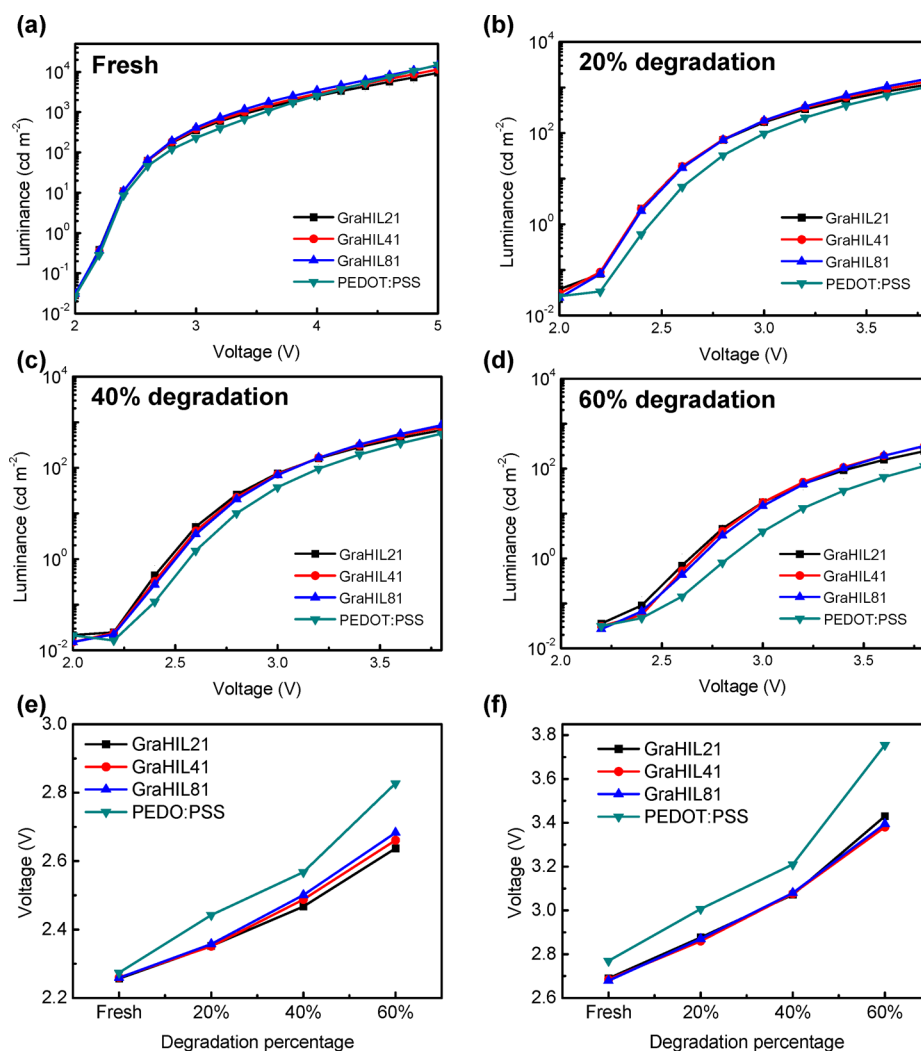 (a)
Fresh
10^4
10^3
10^2
10^1
10^0
10^-1
10^-2
Luminance (cd m^-2)
GraHIL21
GraHIL41
GraHIL81
PEDOT:PSS
2 3 4 5
Voltage (V)
(b)
20% degradation
10^4
10^2
10^0
10^-2
Luminance (cd m^-2)
GraHIL21
GraHIL41
GraHIL81
PEDOT:PSS
2.0 2.5 3.0 3.5
Voltage (V)
(c)
40% degradation
10^4
10^2
10^0
10^-2
Luminance (cd m^-2)
GraHIL21
GraHIL41
GraHIL81
PEDOT:PSS
2.0 2.5 3.0 3.5
Voltage (V)
(d)
60% degradation
10^4
10^2
10^0
10^-2
Luminance (cd m^-2)
GraHIL21
GraHIL41
GraHIL81
PEDOT:PSS
2.0 2.5 3.0 3.5
Voltage (V)
(e)
3.0
2.8
2.6
2.4
2.2
Voltage (V)
GraHIL21
GraHIL41
GraHIL81
PEDO:PSS
Fresh 20% 40% 60%
Degradation percentage
(f)
3.8
3.6
3.4
3.2
3.0
2.8
2.6
Voltage (V)
GraHIL21
GraHIL41
GraHIL81
PEDOT:PSS
Fresh 20% 40% 60%
Degradation percentage